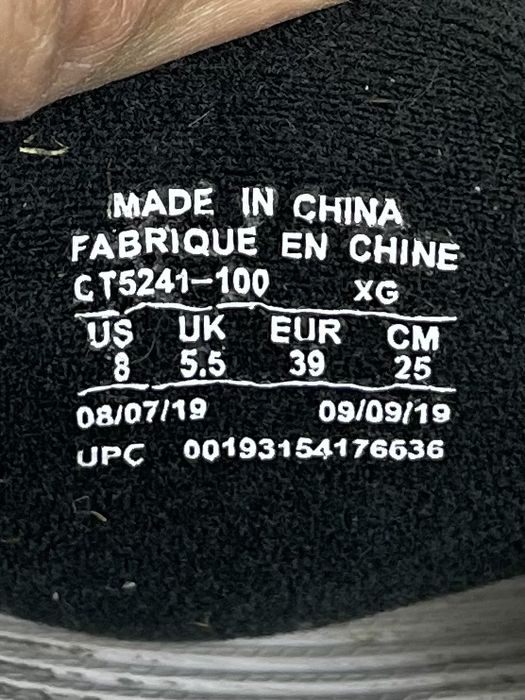 MADE IN CHINA
FABRIQUE EN CHINE
CT5241-100 XG
US UK EUR CM
8 5.5 39 25
08/07/19 09/09/19
UPC 00193154176636